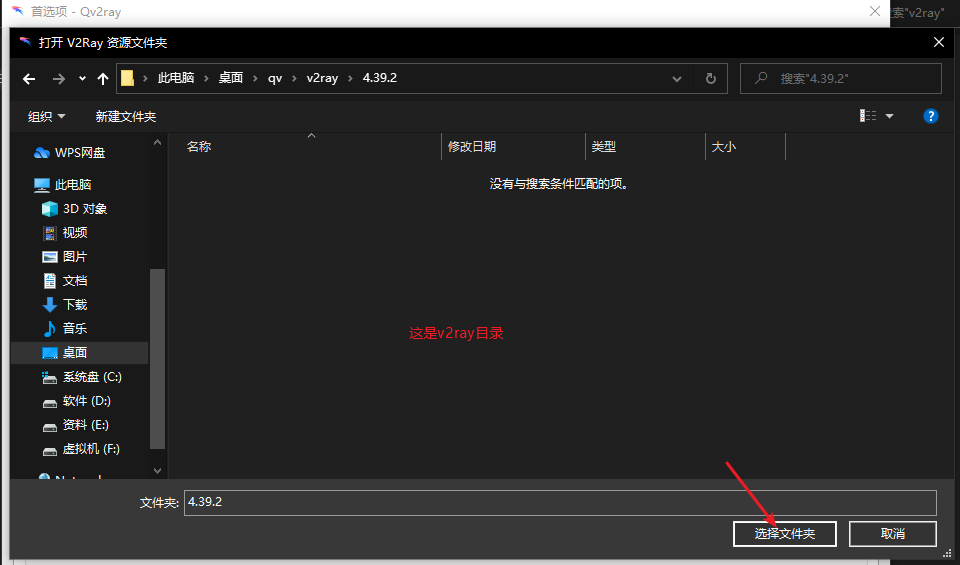 首选项 - Qv2ray
索"v2ray"
打开 V2Ray 资源文件夹
此电脑 › 桌面 › qv › v2ray › 4.39.2
搜索"4.39.2"
组织 新建文件夹
名称 修改日期 类型 大小
没有与搜索条件匹配的项。
WPS网盘
此电脑
3D 对象
视频
图片
文档
下载
音乐
桌面
系统盘 (C:)
软件 (D:)
资料 (E:)
虚拟机 (F:)
这是v2ray目录
文件夹: 4.39.2
选择文件夹 取消